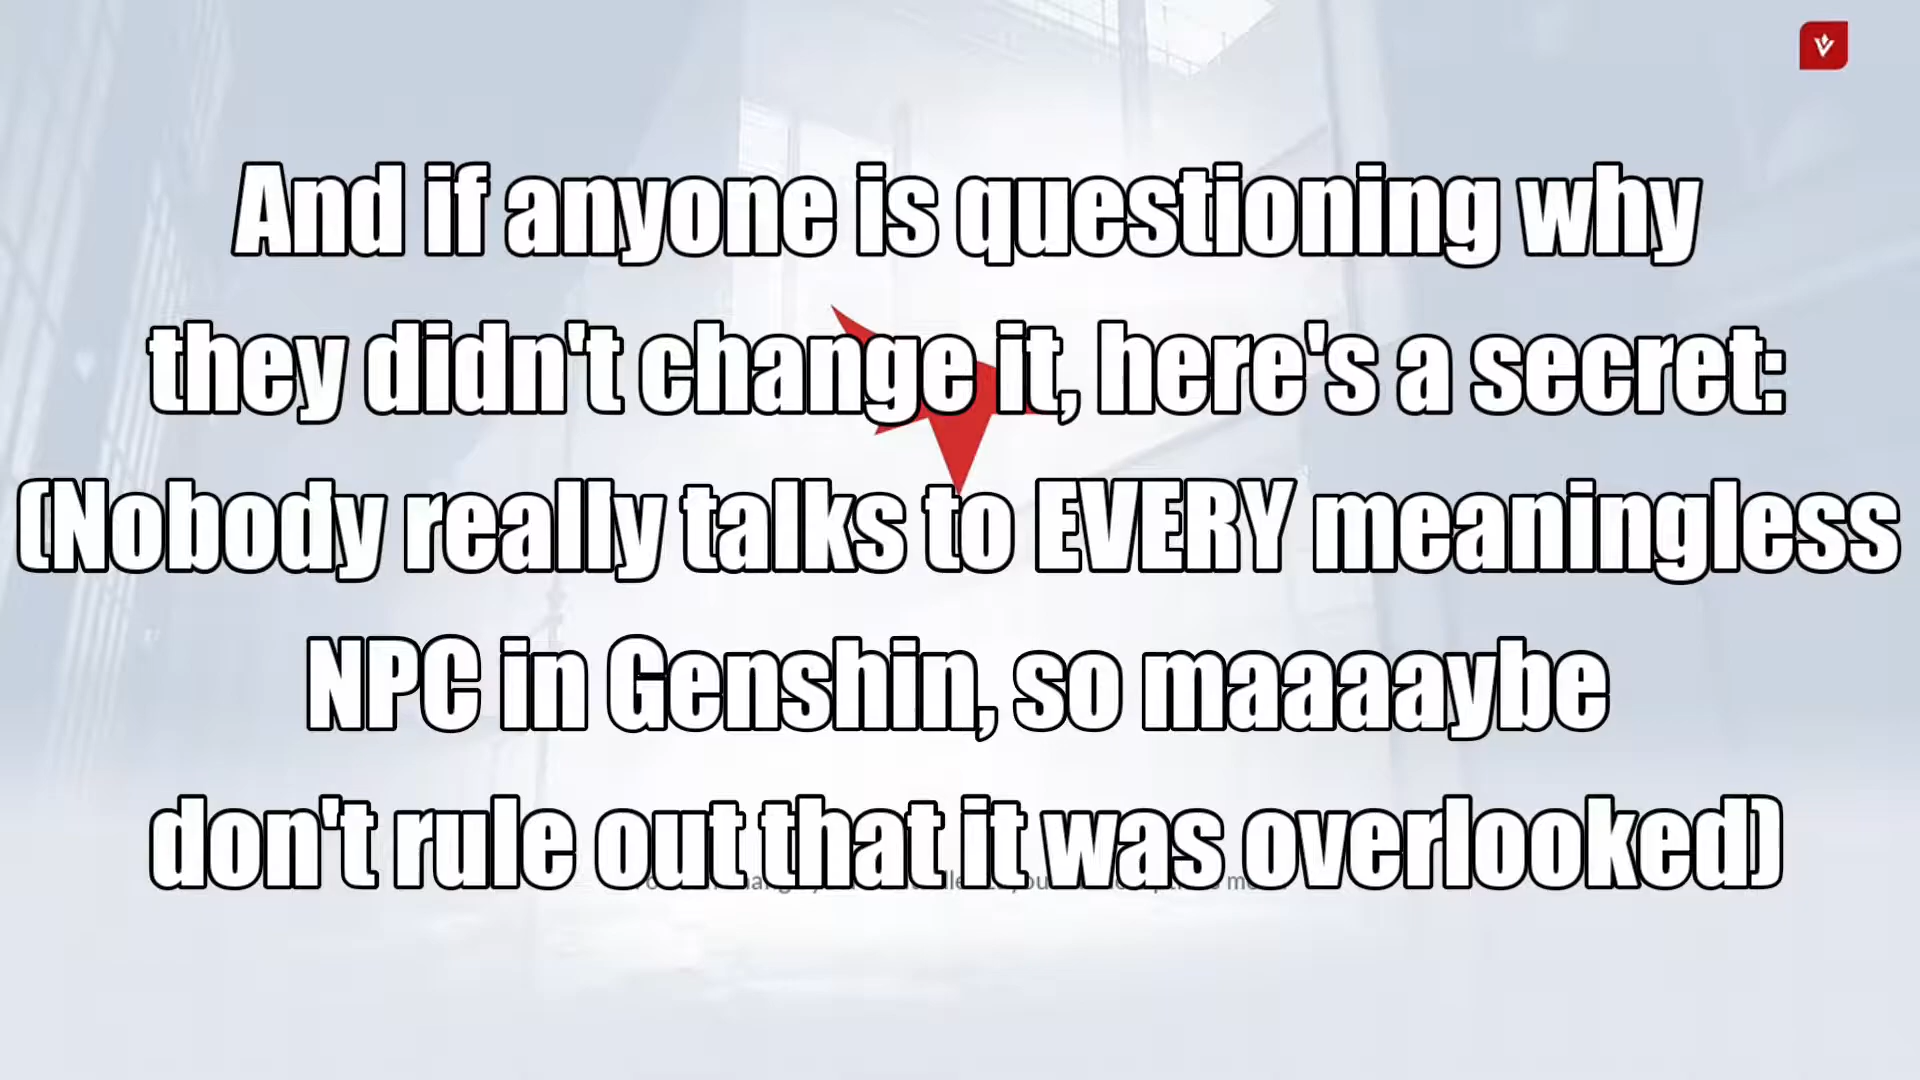 And if anyone is questioning why
they didn't change it, here's a secret:
(Nobody really talks to EVERY meaningless
NPC in Genshin, so maaaaybe
don't rule out that it was overlooked)